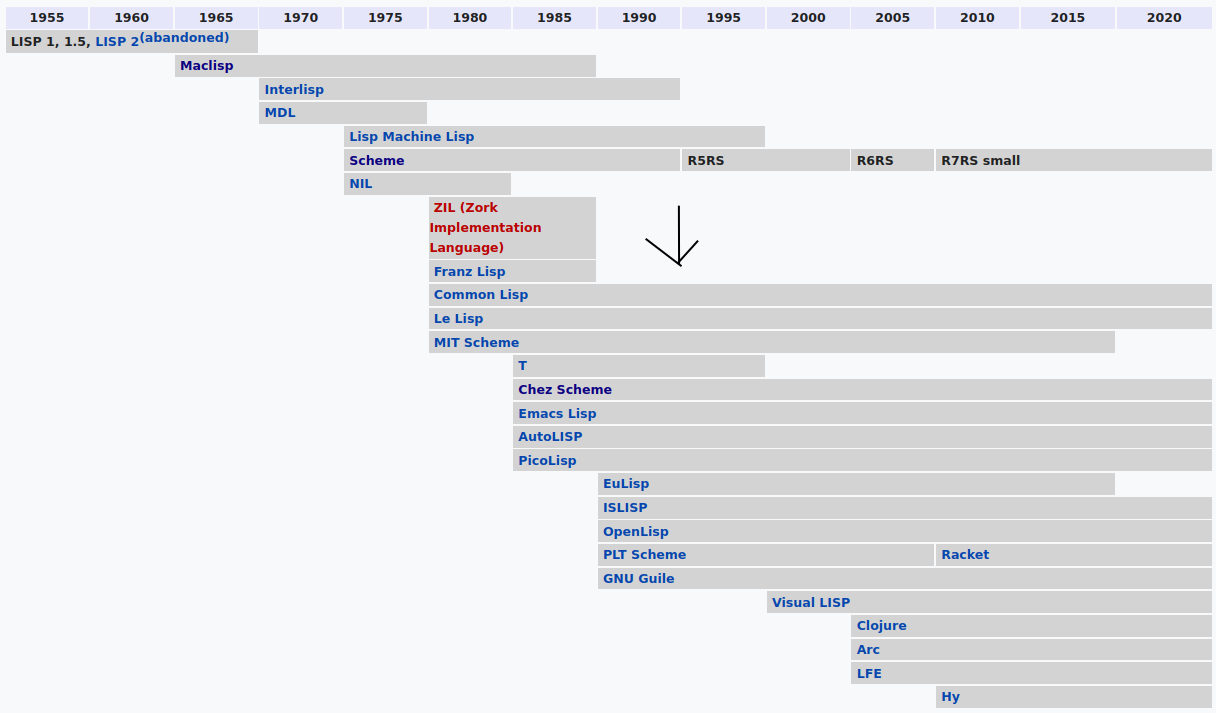 1955 1960 1965 1970 1975 1980 1985 1990 1995 2000 2005 2010 2015 2020
LISP 1, 1.5, LISP 2(abandoned)
Maclisp
Interlisp
MDL
Lisp Machine Lisp
Scheme R5RS R6RS R7RS small
NIL
ZIL (Zork
Implementation
Language)
Franz Lisp
Common Lisp
Le Lisp
MIT Scheme
T
Chez Scheme
Emacs Lisp
AutoLISP
PicoLisp
EuLisp
ISLISP
OpenLisp
PLT Scheme Racket
GNU Guile
Visual LISP
Clojure
Arc
LFE
Hy